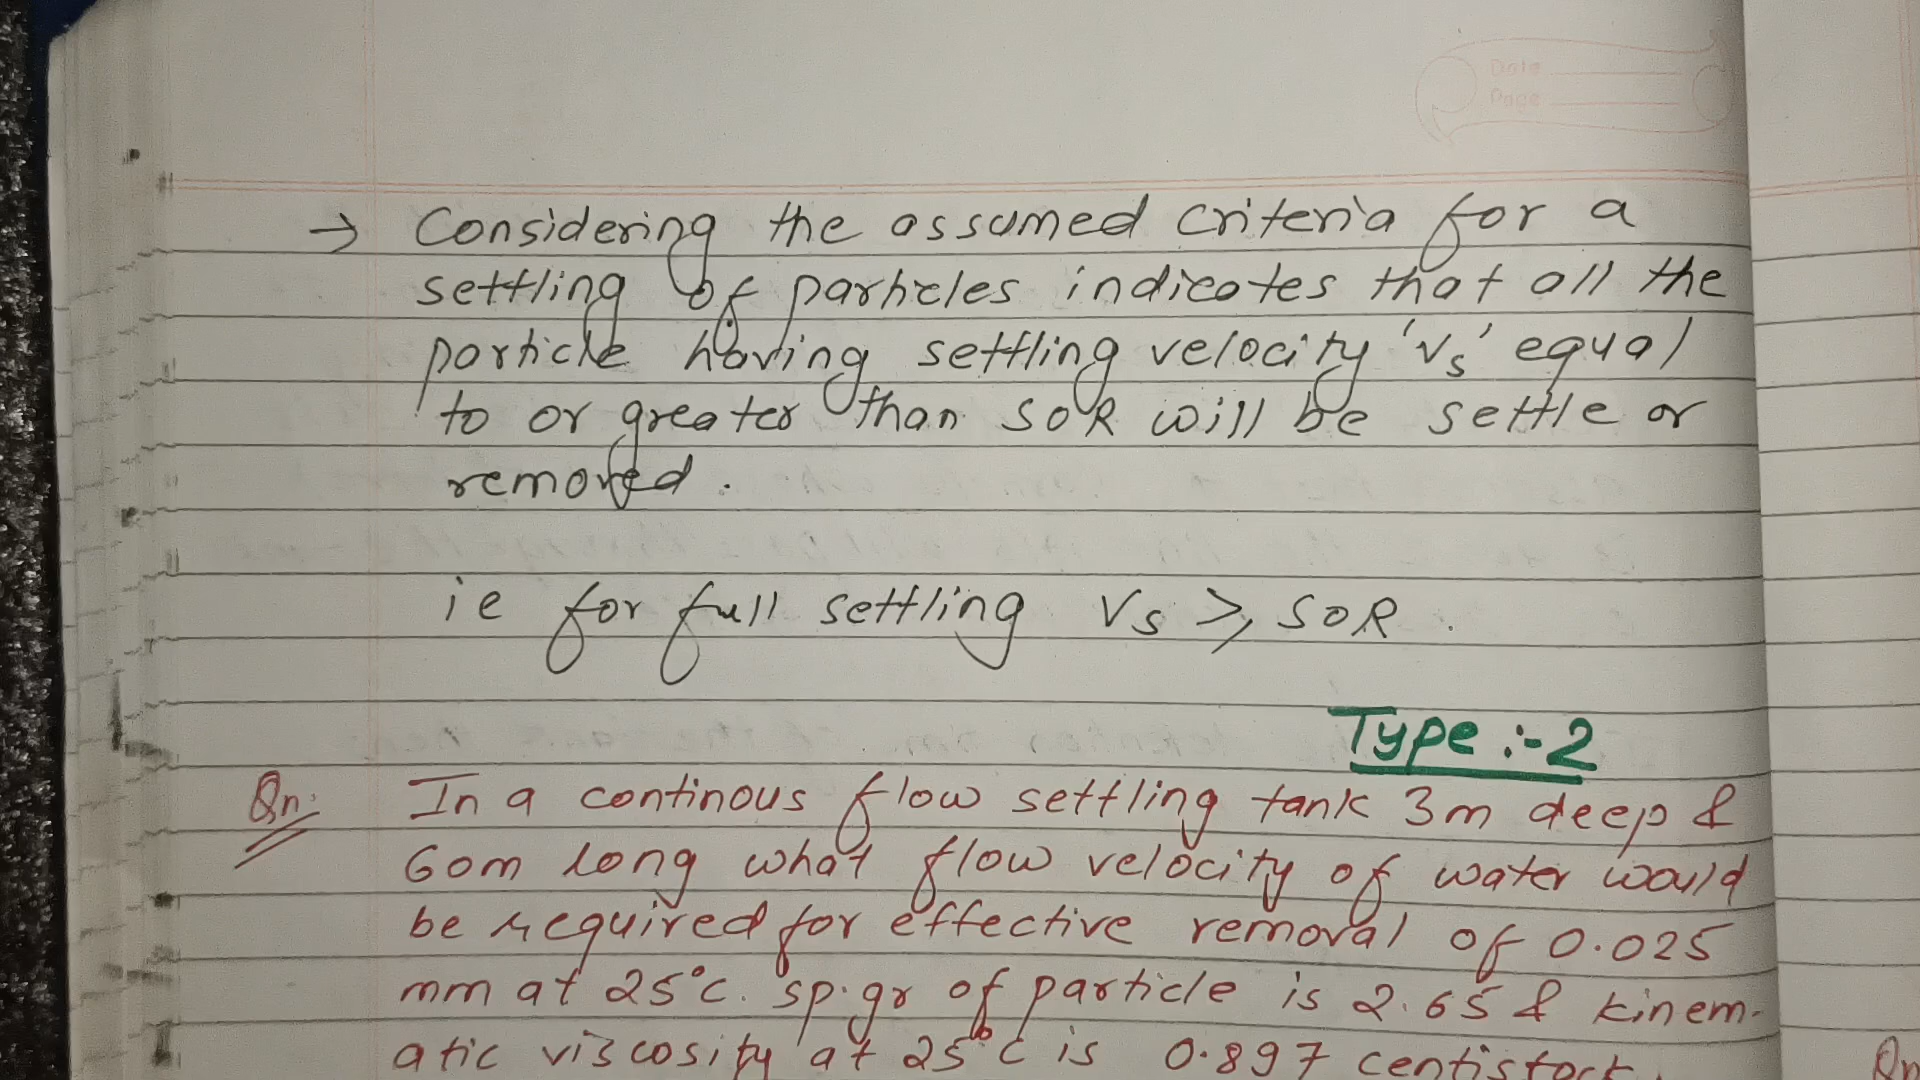 Date
Page
→ Considering the assumed criteria for a
settling of particles indicates that all the
particle having settling velocity 'Vs' equal
to or greater than SOR will be settle or
removed.
ie for full settling Vs ≥ SOR.
Type :- 2
Qn: In a continous flow settling tank 3m deep &
60m long what flow velocity of water would
be required for effective removal of 0.025
mm at 25°c. sp.gr of particle is 2.65 & kinem-
atic viscosity at 25°c is 0.897 centistock.
Qn